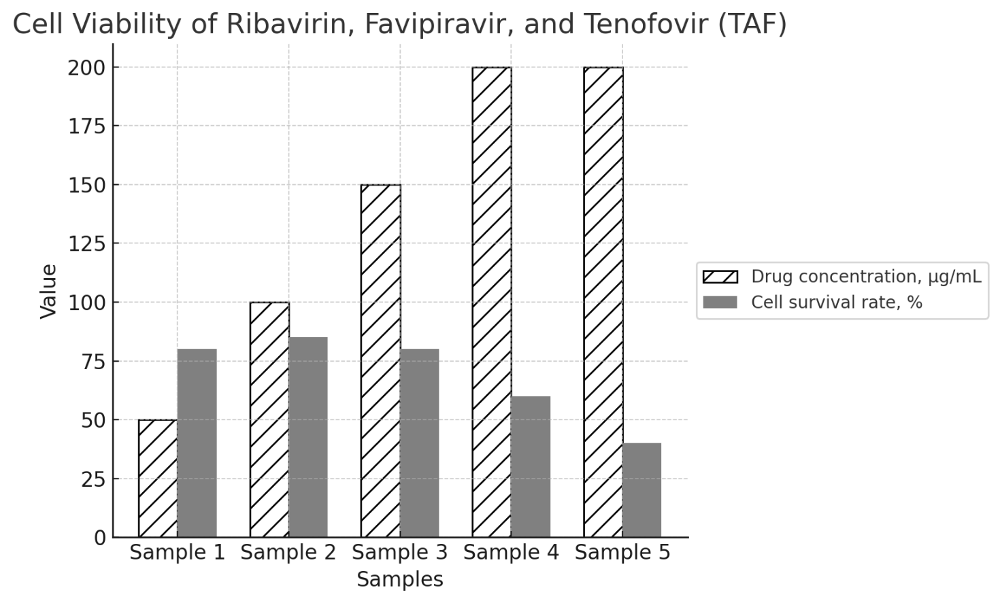 Cell Viability of Ribavirin, Favipiravir, and Tenofovir (TAF)
200
175
150
125
100
75
50
25
0
Value
Sample 1 Sample 2 Sample 3 Sample 4 Sample 5
Samples
Drug concentration, µg/mL
Cell survival rate, %